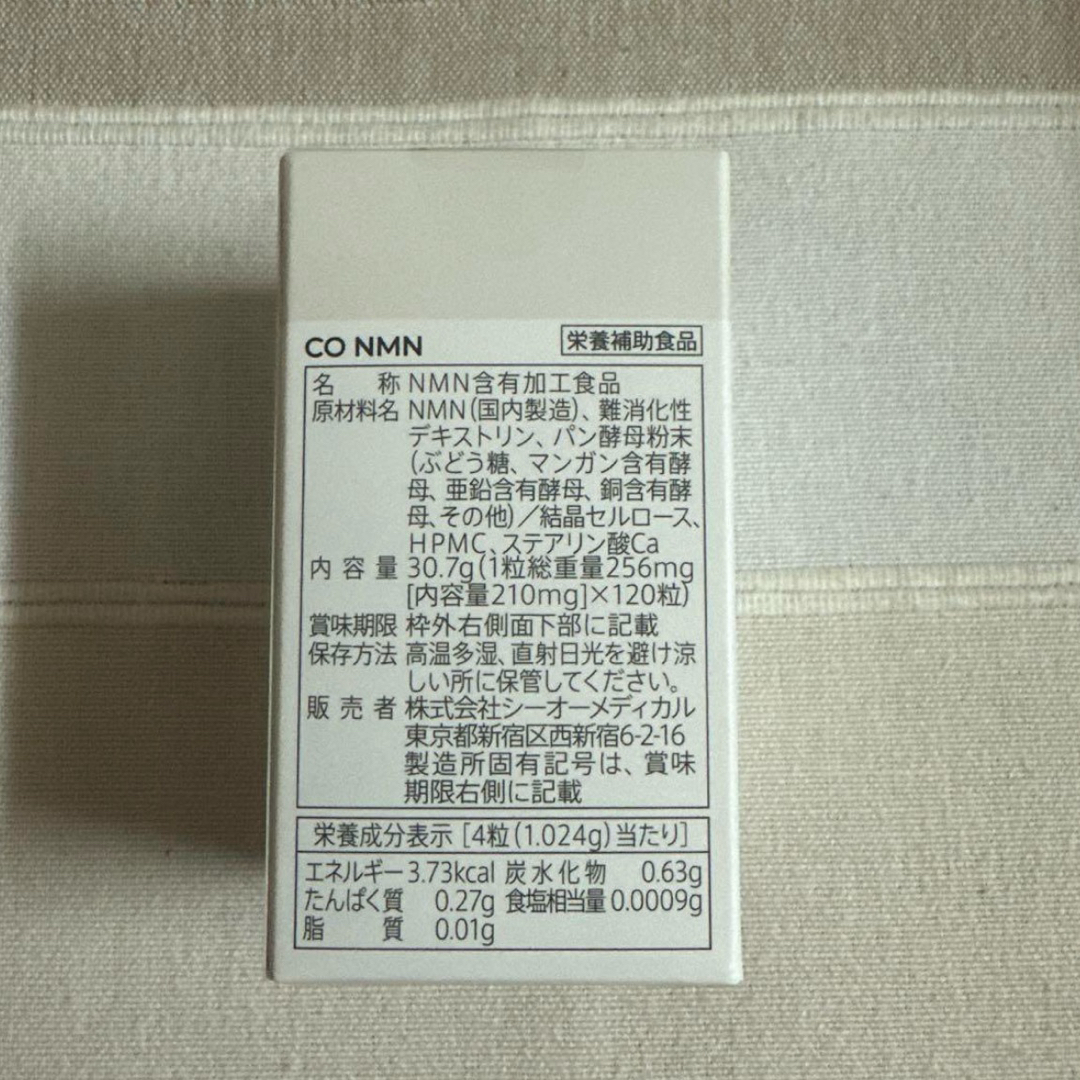 CO NMN 栄養補助食品
名称 NMN含有加工食品
原材料名 NMN(国内製造)、難消化性
デキストリン、パン酵母粉末
(ぶどう糖、マンガン含有酵
母、亜鉛含有酵母、銅含有酵
母、その他)/結晶セルロース、
HPMC、ステアリン酸Ca
内容量 30.7g(1粒総重量256mg
[内容量210mg]×120粒)
賞味期限 枠外右側面下部に記載
保存方法 高温多湿、直射日光を避け涼
しい所に保管してください。
販売者 株式会社シーオーメディカル
東京都新宿区西新宿6-2-16
製造所固有記号は、賞味
期限右側に記載
栄養成分表示 [4粒(1.024g)当たり]
エネルギー 3.73kcal 炭水化物 0.63g
たんぱく質 0.27g 食塩相当量 0.0009g
脂質 0.01g